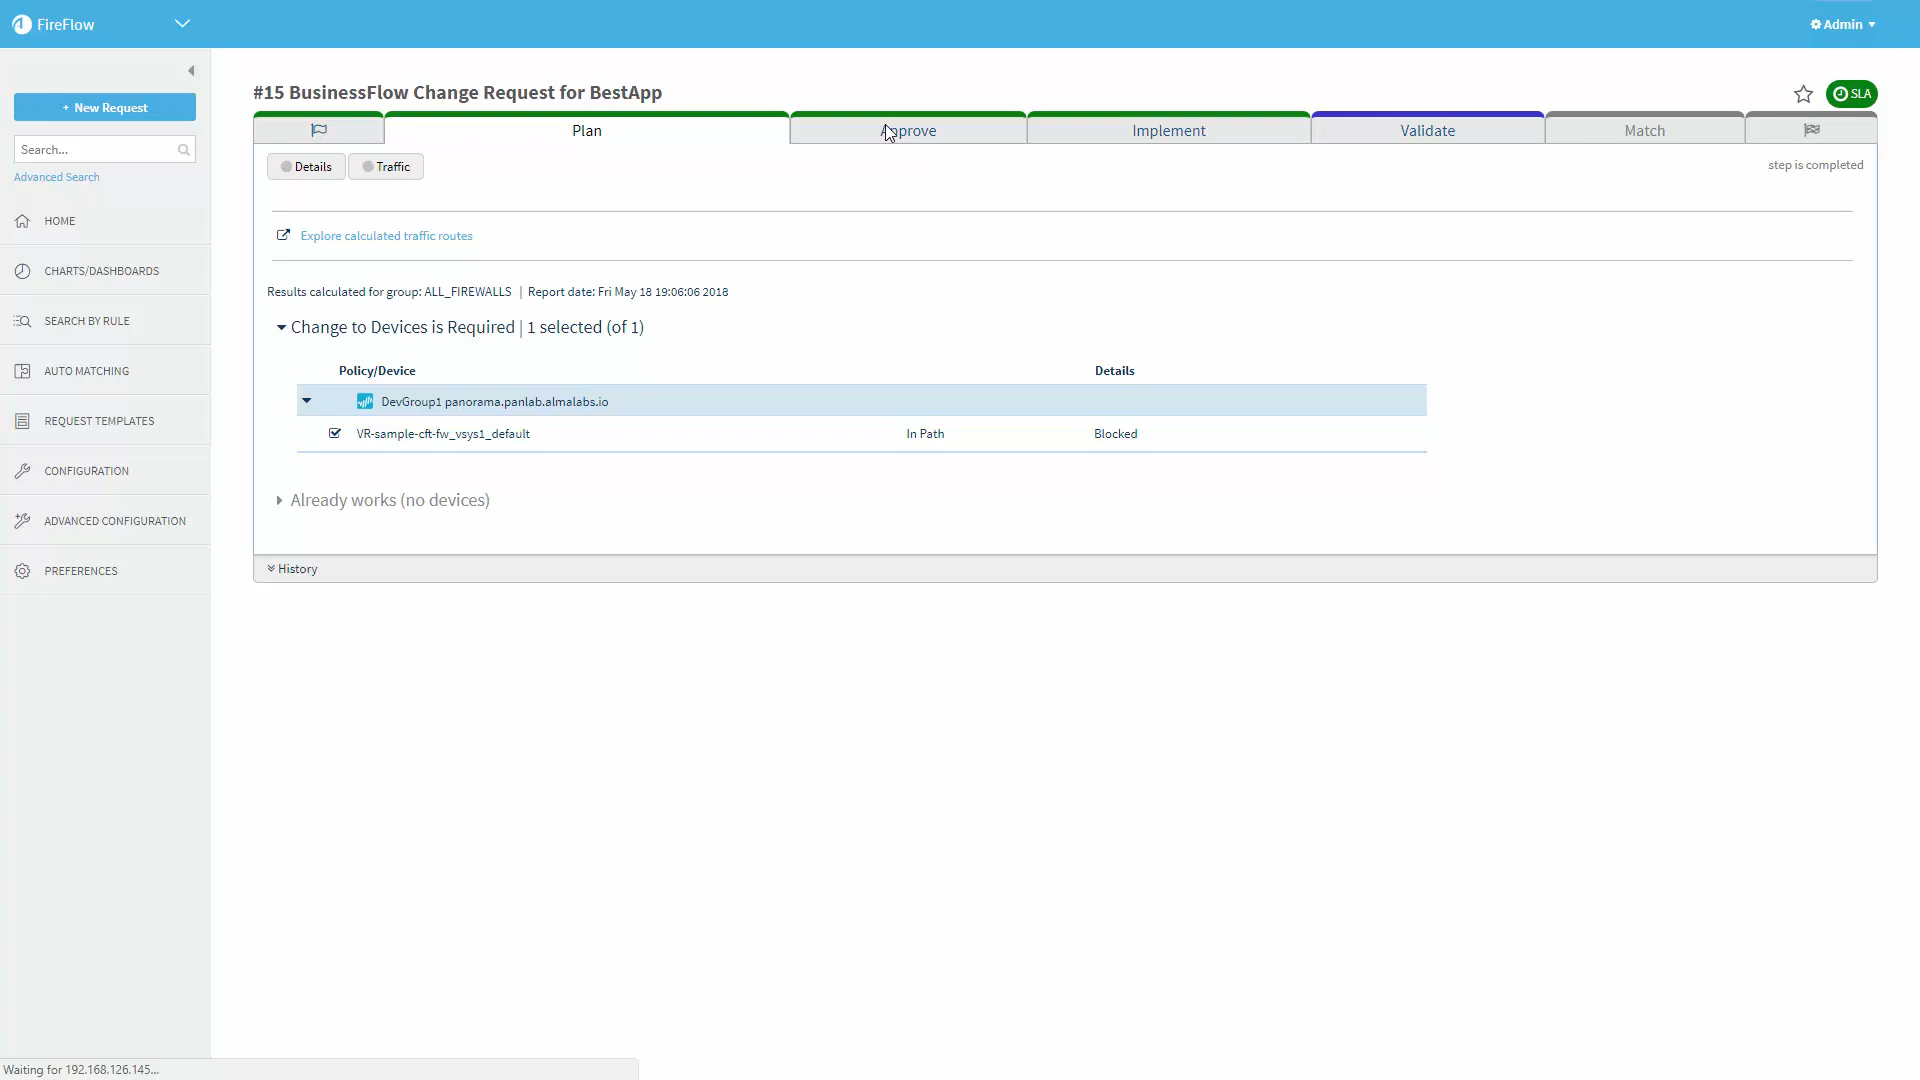 FireFlow
Admin
+ New Request
Search...
Advanced Search
HOME
CHARTS/DASHBOARDS
SEARCH BY RULE
AUTO MATCHING
REQUEST TEMPLATES
CONFIGURATION
ADVANCED CONFIGURATION
PREFERENCES
#15 BusinessFlow Change Request for BestApp
SLA
Plan
Approve
Implement
Validate
Match
Details
Traffic
step is completed
Explore calculated traffic routes
Results calculated for group: ALL_FIREWALLS | Report date: Fri May 18 19:06:06 2018
Change to Devices is Required | 1 selected (of 1)
Policy/Device Details
DevGroup1 panorama.panlab.almalabs.io
VR-sample-cft-fw_vsys1_default In Path Blocked
Already works (no devices)
History
Waiting for 192.168.126.145...